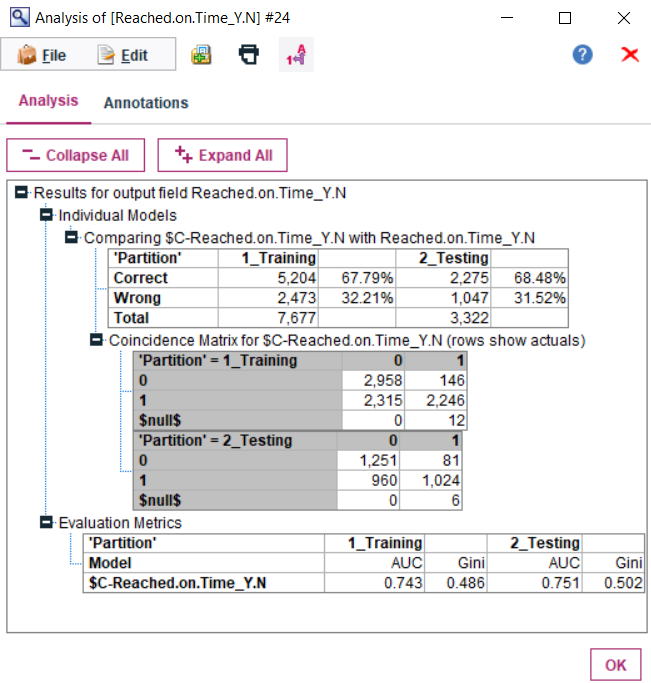 Analysis of [Reached.on.Time_Y.N] #24
File Edit
Analysis Annotations
Collapse All Expand All
Results for output field Reached.on.Time_Y.N
Individual Models
Comparing $C-Reached.on.Time_Y.N with Reached.on.Time_Y.N
'Partition' 1_Training 2_Testing
Correct 5,204 67.79% 2,275 68.48%
Wrong 2,473 32.21% 1,047 31.52%
Total 7,677 3,322
Coincidence Matrix for $C-Reached.on.Time_Y.N (rows show actuals)
'Partition' = 1_Training 0 1
0 2,958 146
1 2,315 2,246
$null$ 0 12
'Partition' = 2_Testing 0 1
0 1,251 81
1 960 1,024
$null$ 0 6
Evaluation Metrics
'Partition' 1_Training 2_Testing
Model AUC Gini AUC Gini
$C-Reached.on.Time_Y.N 0.743 0.486 0.751 0.502
OK